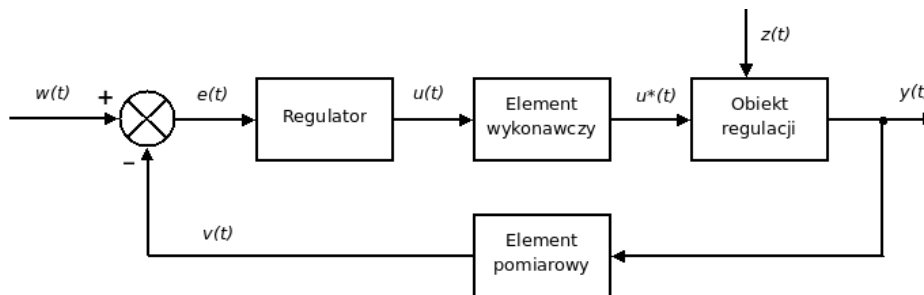 z(t)
w(t)
+
e(t)
Regulator
u(t)
Element
wykonawczy
u*(t)
Obiekt
regulacji
y(t
−
v(t)
Element
pomiarowy